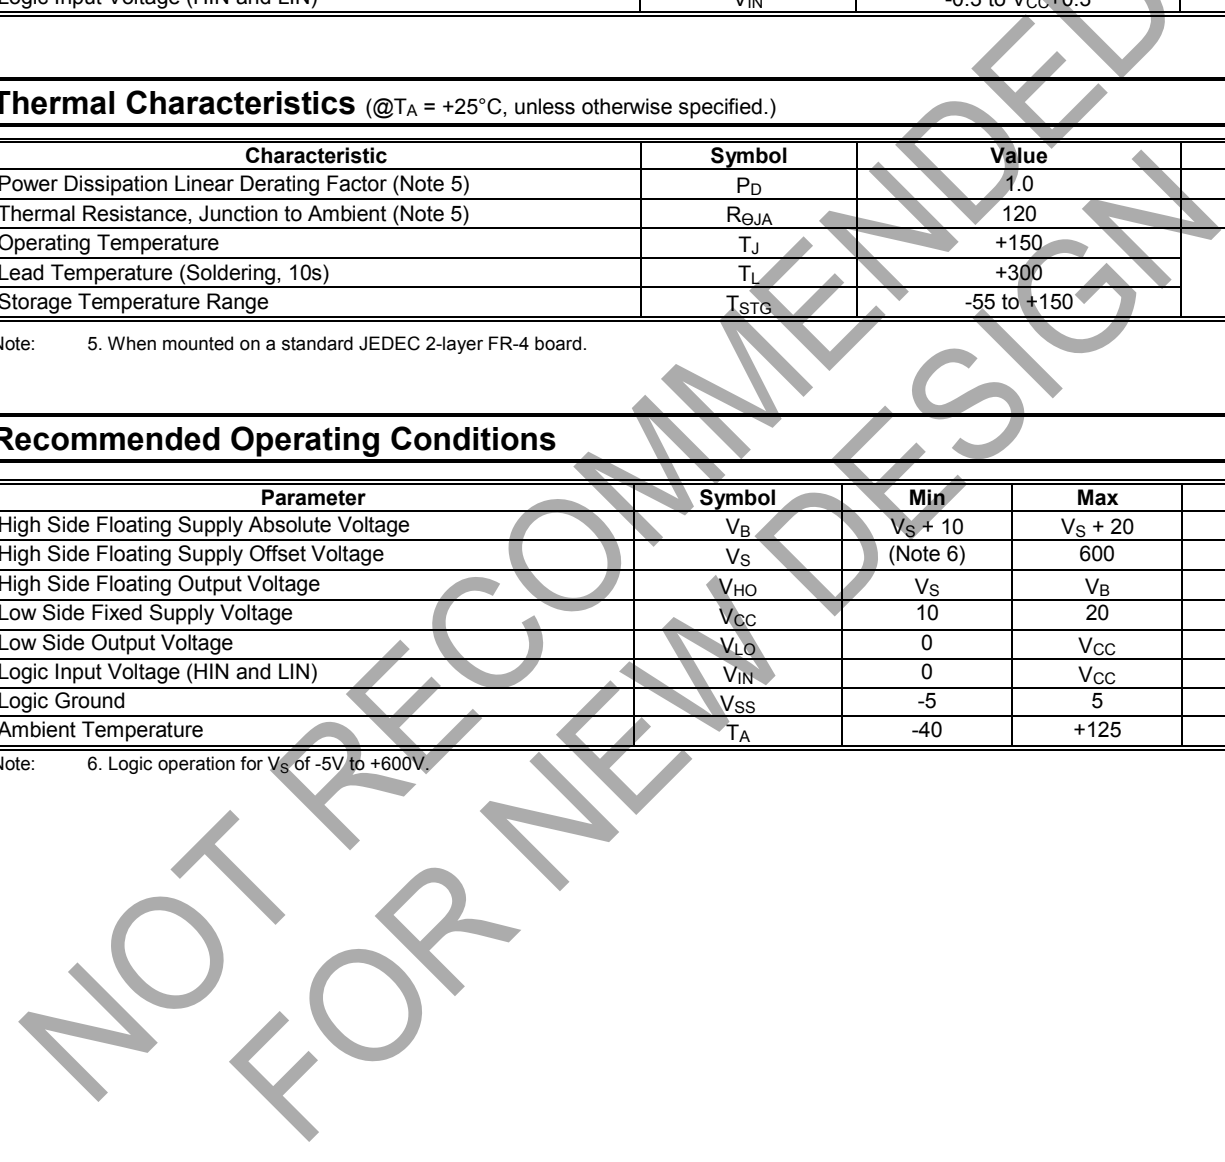 Logic Input Voltage (HIN and LIN) VIN -0.3 to VCC+0.3
Thermal Characteristics (@TA = +25°C, unless otherwise specified.)
Characteristic Symbol Value
Power Dissipation Linear Derating Factor (Note 5) PD 1.0
Thermal Resistance, Junction to Ambient (Note 5) RΘJA 120
Operating Temperature TJ +150
Lead Temperature (Soldering, 10s) TL +300
Storage Temperature Range TSTG -55 to +150
Note: 5. When mounted on a standard JEDEC 2-layer FR-4 board.
Recommended Operating Conditions
Parameter Symbol Min Max
High Side Floating Supply Absolute Voltage VB VS + 10 VS + 20
High Side Floating Supply Offset Voltage VS (Note 6) 600
High Side Floating Output Voltage VHO VS VB
Low Side Fixed Supply Voltage VCC 10 20
Low Side Output Voltage VLO 0 VCC
Logic Input Voltage (HIN and LIN) VIN 0 VCC
Logic Ground VSS -5 5
Ambient Temperature TA -40 +125
Note: 6. Logic operation for VS of -5V to +600V.
NOT RECOMMENDED
FOR NEW DESIGN